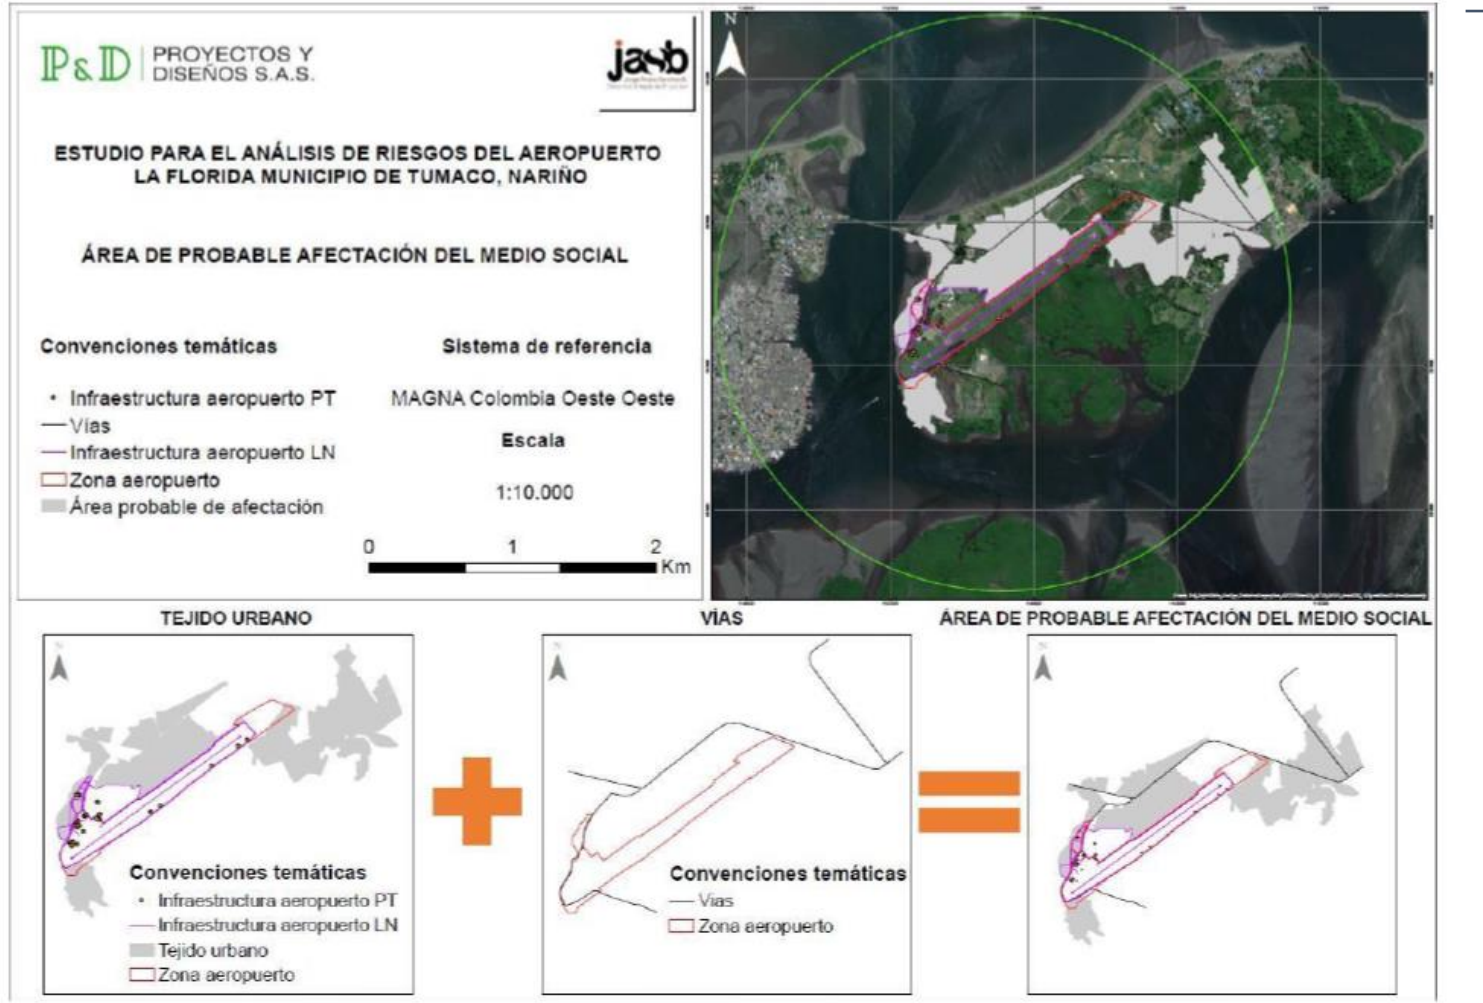 P&D PROYECTOS Y
DISEÑOS S.A.S.
jasb
ESTUDIO PARA EL ANÁLISIS DE RIESGOS DEL AEROPUERTO
LA FLORIDA MUNICIPIO DE TUMACO, NARIÑO
ÁREA DE PROBABLE AFECTACIÓN DEL MEDIO SOCIAL
Convenciones temáticas
Infraestructura aeropuerto PT
Vías
Infraestructura aeropuerto LN
Zona aeropuerto
Área probable de afectación
Sistema de referencia
MAGNA Colombia Oeste Oeste
Escala
1:10.000
0 1 2
Km
N
TEJIDO URBANO
Convenciones temáticas
Infraestructura aeropuerto PT
Infraestructura aeropuerto LN
Tejido urbano
Zona aeropuerto
VÍAS
Convenciones temáticas
Vias
Zona aeropuerto
ÁREA DE PROBABLE AFECTACIÓN DEL MEDIO SOCIAL